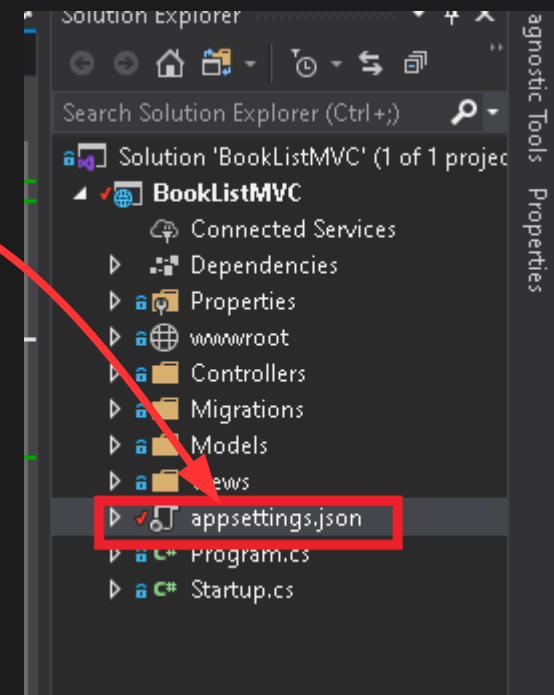 Solution Explorer
Search Solution Explorer (Ctrl+;)
Solution 'BookListMVC' (1 of 1 projec
BookListMVC
Connected Services
Dependencies
Properties
wwwroot
Controllers
Migrations
Models
Views
appsettings.json
Program.cs
C# Startup.cs
agnostic Tools
Properties